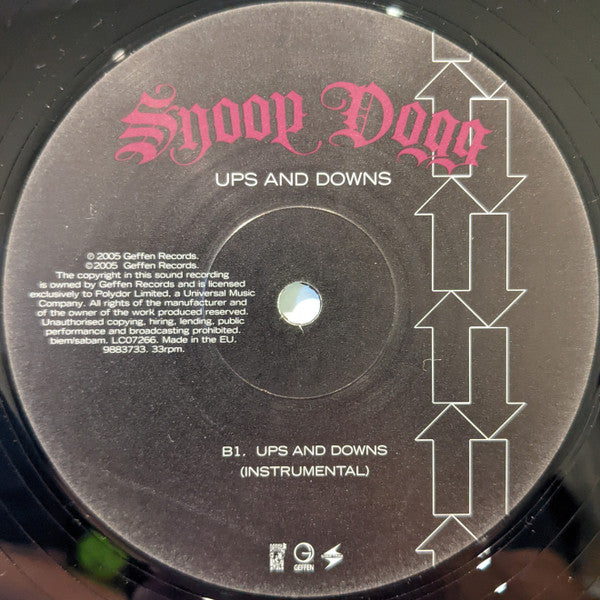 Snoop Dogg
UPS AND DOWNS
℗ 2005 Geffen Records.
©2005 Geffen Records.
The copyright in this sound recording
is owned by Geffen Records and is licensed
exclusively to Polydor Limited, a Universal Music
Company. All rights of the manufacturer and
of the owner of the work produced reserved.
Unauthorised copying, hiring, lending, public
performance and broadcasting prohibited.
biem/sabam. LC07266. Made in the EU.
9883733. 33rpm.
B1. UPS AND DOWNS
(INSTRUMENTAL)
GEFFEN